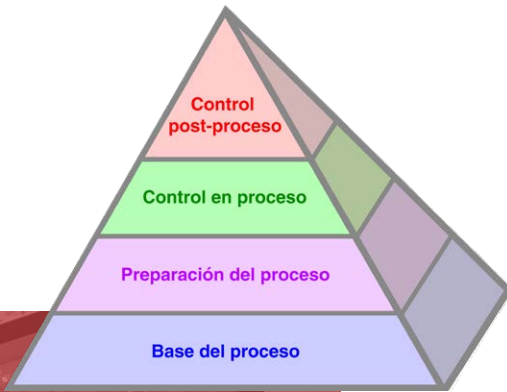 Control
post-proceso
Control en proceso
Preparación del proceso
Base del proceso